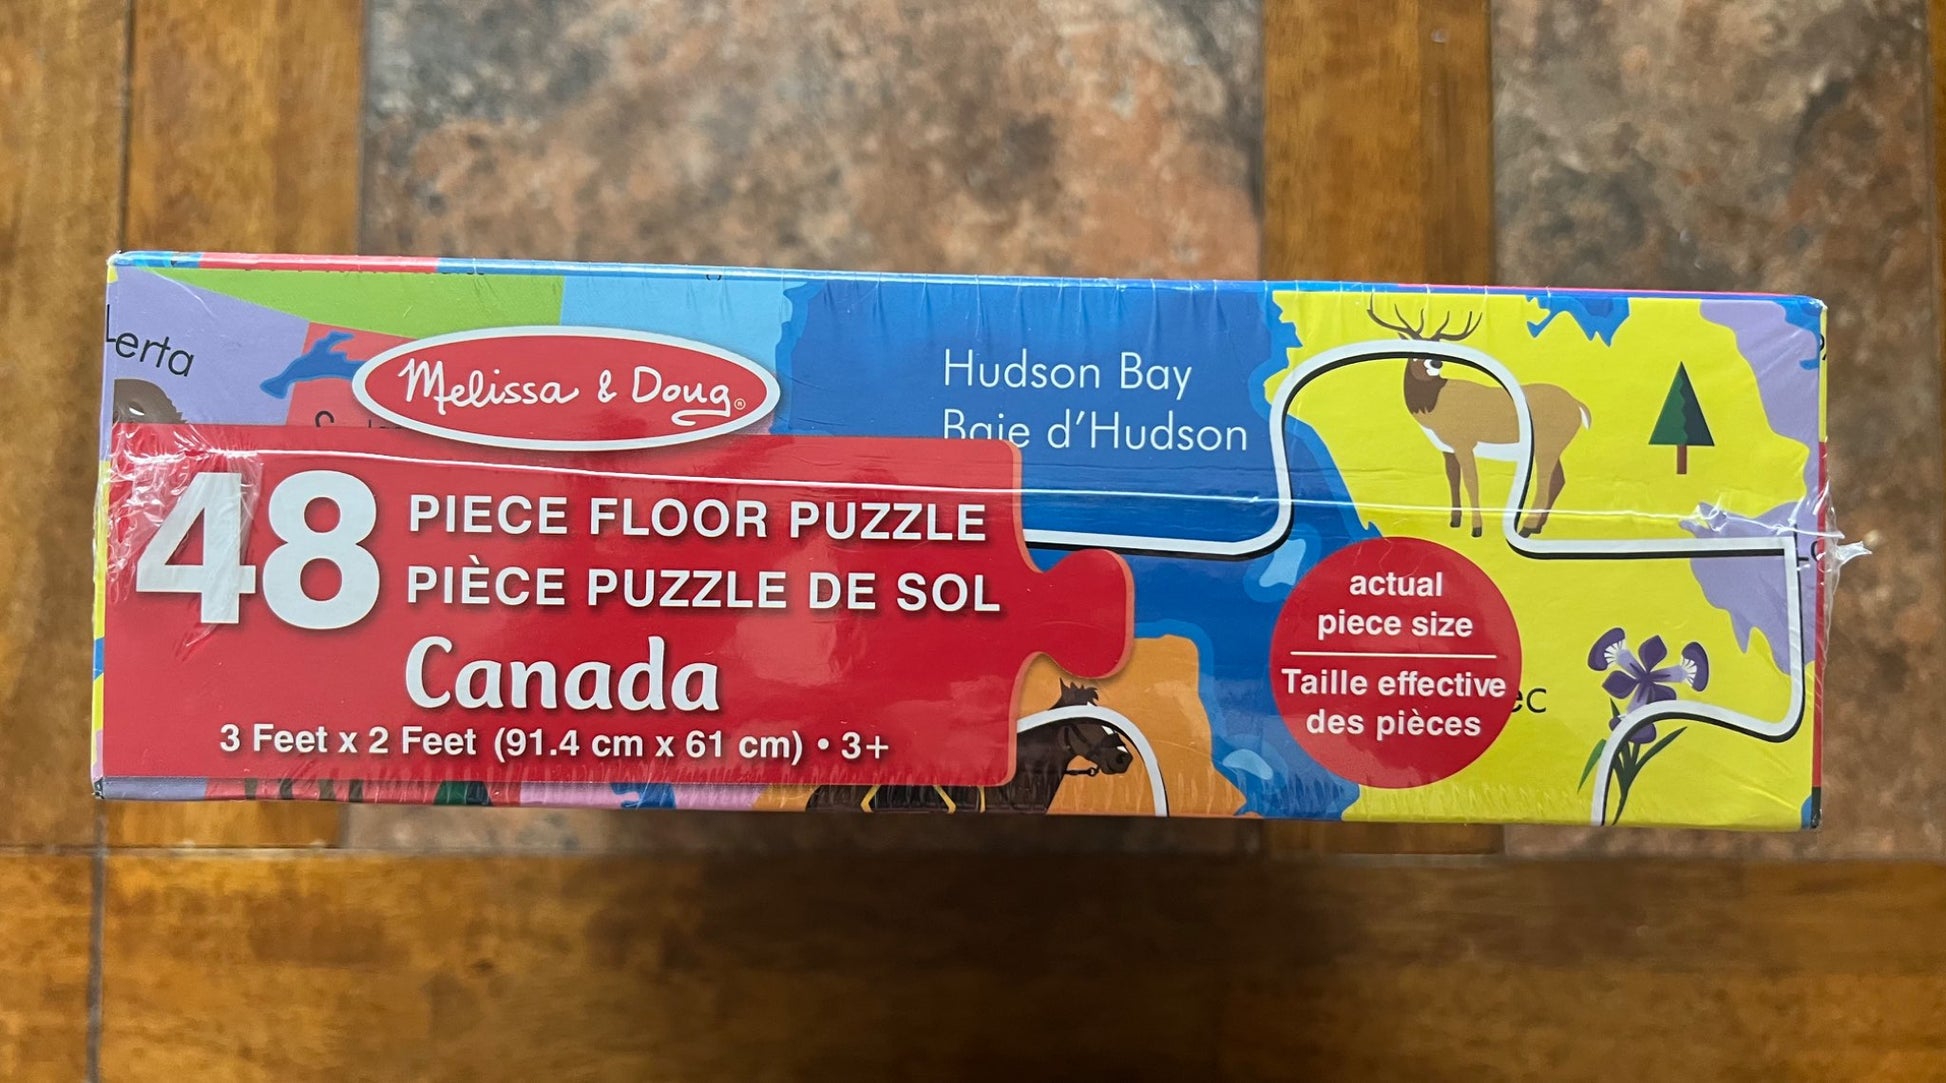 Melissa & Doug®
48
PIECE FLOOR PUZZLE
PIÈCE PUZZLE DE SOL
Canada
3 Feet x 2 Feet (91.4 cm x 61 cm) • 3+
Hudson Bay
Baie d'Hudson
actual
piece size
Taille effective
des pièces